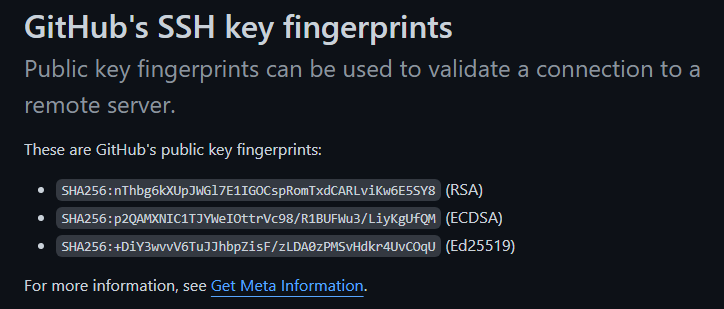 GitHub's SSH key fingerprints
Public key fingerprints can be used to validate a connection to a
remote server.
These are GitHub's public key fingerprints:
• SHA256:nThbg6kXUpJWGl7E1IGOCspRomTxdCARLviKw6E5SY8 (RSA)
• SHA256:p2QAMXNIC1TJYWeIOttrVc98/R1BUFWu3/LiyKgUfQM (ECDSA)
• SHA256:+DiY3wvvV6TuJJhbpZisF/zLDA0zPMSvHdkr4UvCOqU (Ed25519)
For more information, see Get Meta Information.